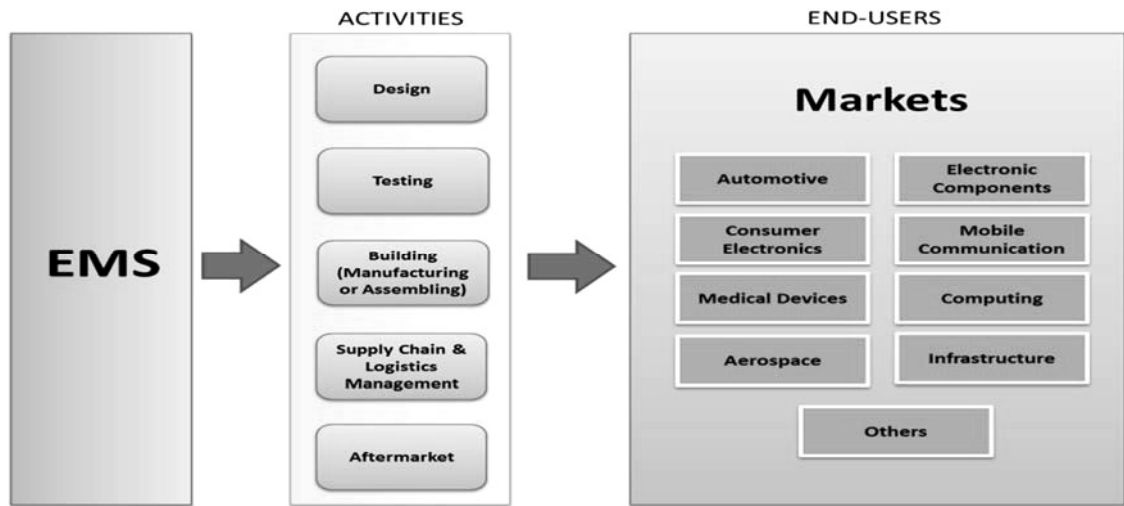 ACTIVITIES
END-USERS
EMS
Design
Testing
Building
(Manufacturing
or Assembling)
Supply Chain &
Logistics
Management
Aftermarket
Markets
Automotive
Electronic
Components
Consumer
Electronics
Mobile
Communication
Medical Devices
Computing
Aerospace
Infrastructure
Others